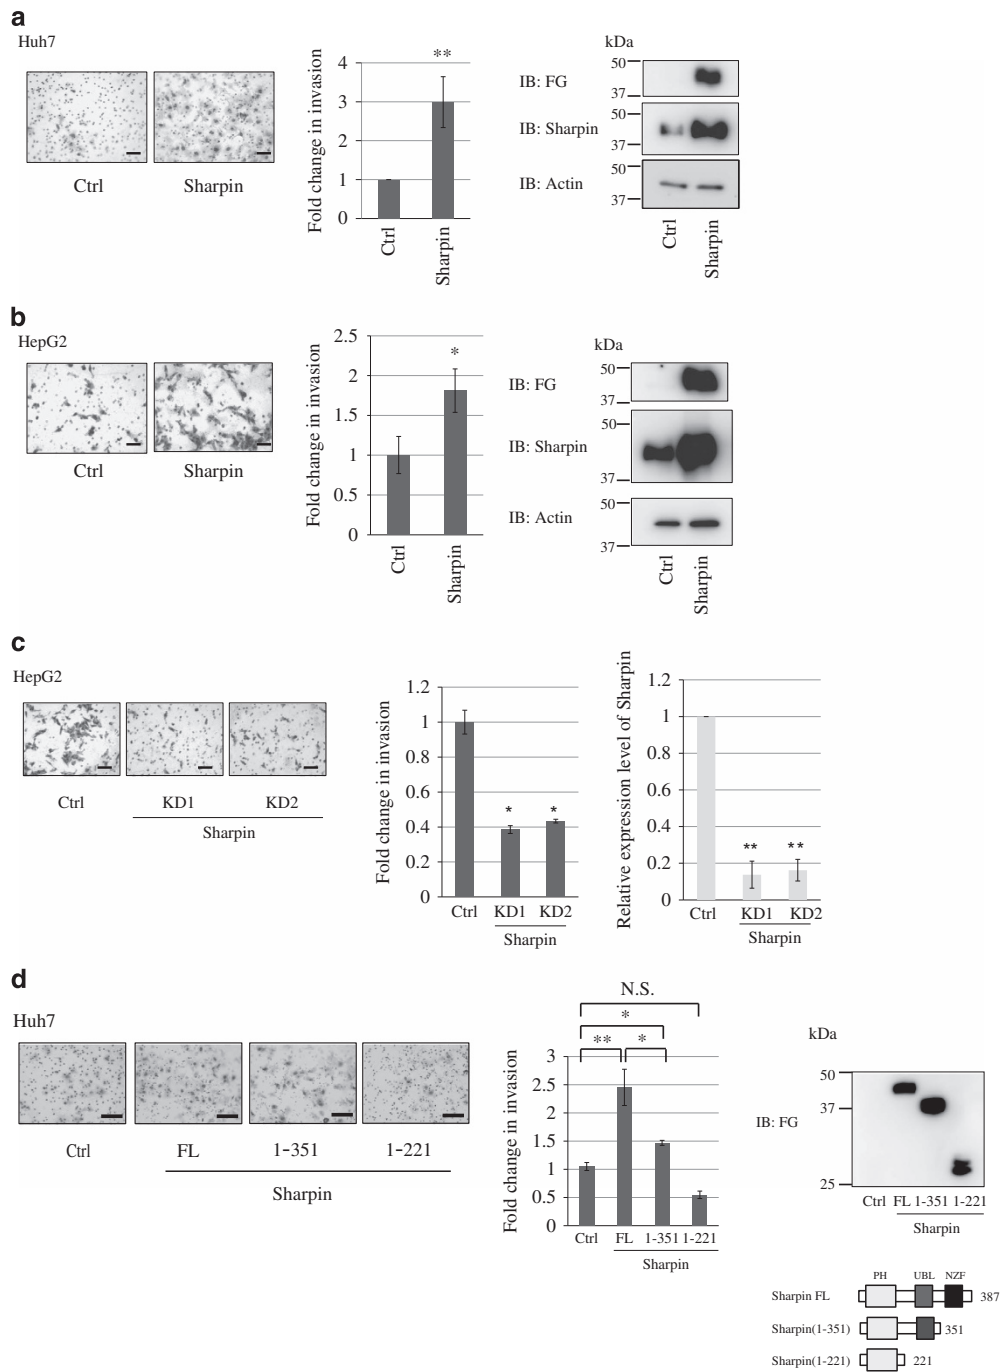 a
Huh7
Ctrl
Sharpin
Fold change in invasion
4
3
2
1
0
**
Ctrl
Sharpin
kDa
IB: FG
50
37
IB: Sharpin
50
37
IB: Actin
50
37
Ctrl
Sharpin
b
HepG2
Ctrl
Sharpin
Fold change in invasion
2.5
2
1.5
1
0.5
0
*
Ctrl
Sharpin
kDa
IB: FG
50
37
IB: Sharpin
50
37
IB: Actin
50
37
Ctrl
Sharpin
c
HepG2
Ctrl
KD1
KD2
Sharpin
Fold change in invasion
1.2
1
0.8
0.6
0.4
0.2
0
* *
Ctrl KD1 KD2
Sharpin
Relative expression level of Sharpin
1.2
1
0.8
0.6
0.4
0.2
0
** **
Ctrl KD1 KD2
Sharpin
d
Huh7
Ctrl
FL
1-351
1-221
Sharpin
Fold change in invasion
N.S.
*
** *
3
2.5
2
1.5
1
0.5
0
Ctrl FL 1-351 1-221
Sharpin
kDa
IB: FG
50
37
25
Ctrl FL 1-351 1-221
Sharpin
PH UBL NZF
Sharpin FL 387
Sharpin(1-351) 351
Sharpin(1-221) 221